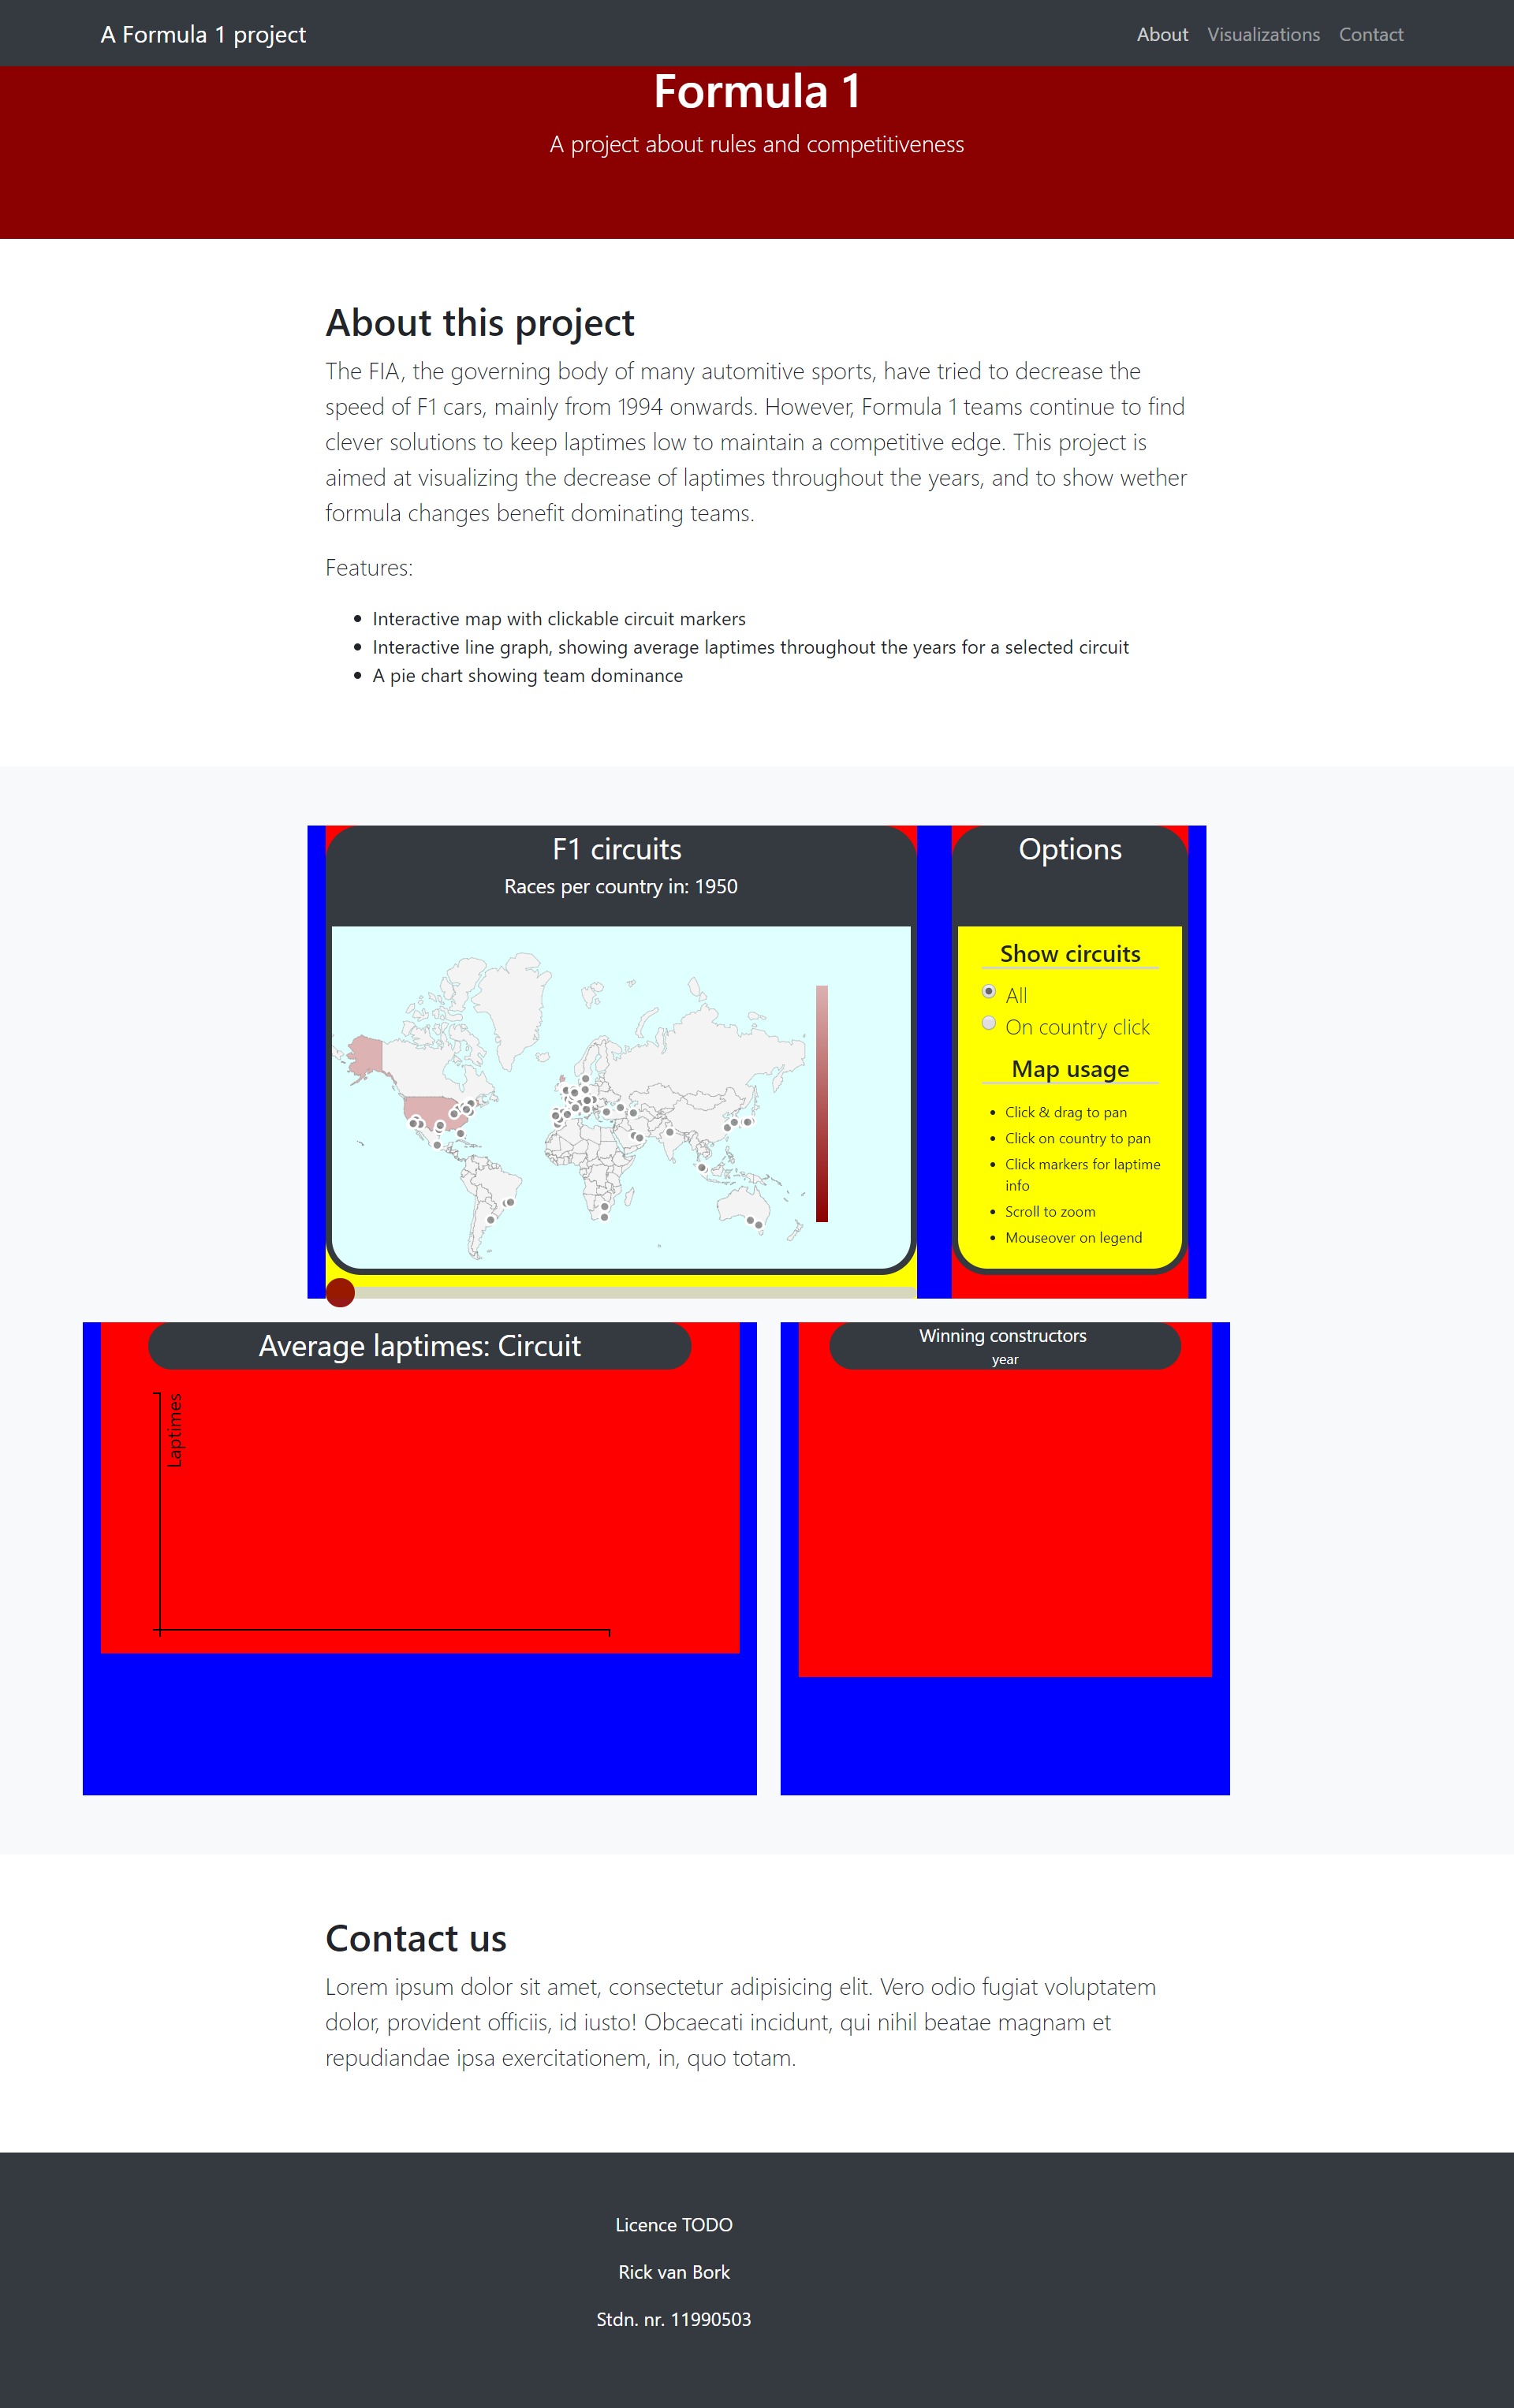 A Formula 1 project
About Visualizations Contact
Formula 1
A project about rules and competitiveness
About this project
The FIA, the governing body of many automitive sports, have tried to decrease the
speed of F1 cars, mainly from 1994 onwards. However, Formula 1 teams continue to find
clever solutions to keep laptimes low to maintain a competitive edge. This project is
aimed at visualizing the decrease of laptimes throughout the years, and to show wether
formula changes benefit dominating teams.
Features:
Interactive map with clickable circuit markers
Interactive line graph, showing average laptimes throughout the years for a selected circuit
A pie chart showing team dominance
F1 circuits
Races per country in: 1950
Options
Show circuits
All
On country click
Map usage
Click & drag to pan
Click on country to pan
Click markers for laptime
info
Scroll to zoom
Mouseover on legend
Average laptimes: Circuit
Laptimes
Winning constructors
year
Contact us
Lorem ipsum dolor sit amet, consectetur adipisicing elit. Vero odio fugiat voluptatem
dolor, provident officiis, id iusto! Obcaecati incidunt, qui nihil beatae magnam et
repudiandae ipsa exercitationem, in, quo totam.
Licence TODO
Rick van Bork
Stdn. nr. 11990503